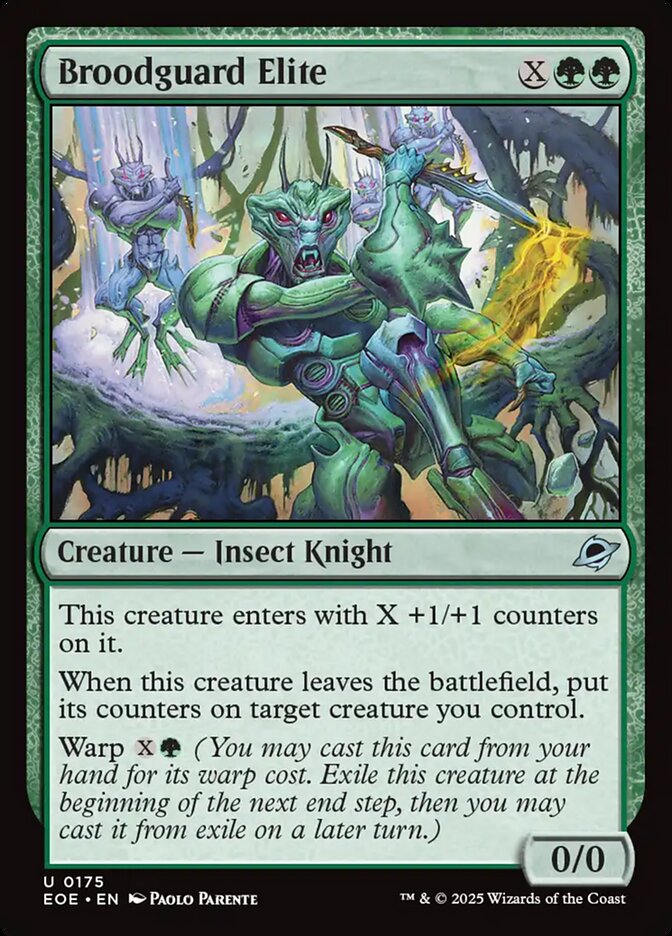 Broodguard Elite X
Creature — Insect Knight
This creature enters with X +1/+1 counters
on it.
When this creature leaves the battlefield, put
its counters on target creature you control.
Warp X (You may cast this card from your
hand for its warp cost. Exile this creature at the
beginning of the next end step, then you may
cast it from exile on a later turn.)
0/0
U 0175
EOE • EN Paolo Parente
™ & © 2025 Wizards of the Coast